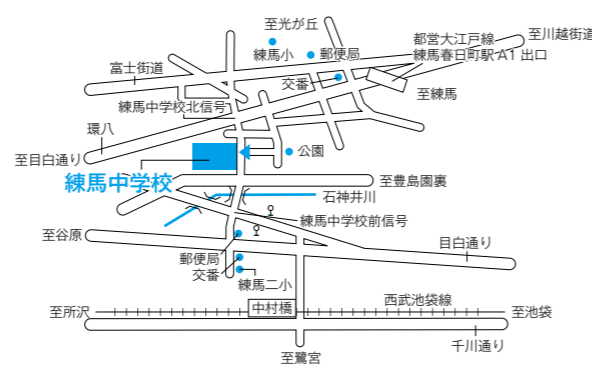 至光が丘
都営大江戸線
練馬春日町駅 A1 出口
至川越街道
練馬小
郵便局
富士街道
交番
至練馬
練馬中学校北信号
環八
公園
至目白通り
練馬中学校
至豊島園裏
石神井川
練馬中学校前信号
至谷原
目白通り
郵便局
交番
練馬二小
西武池袋線
至所沢
中村橋
至池袋
千川通り
至鷺宮